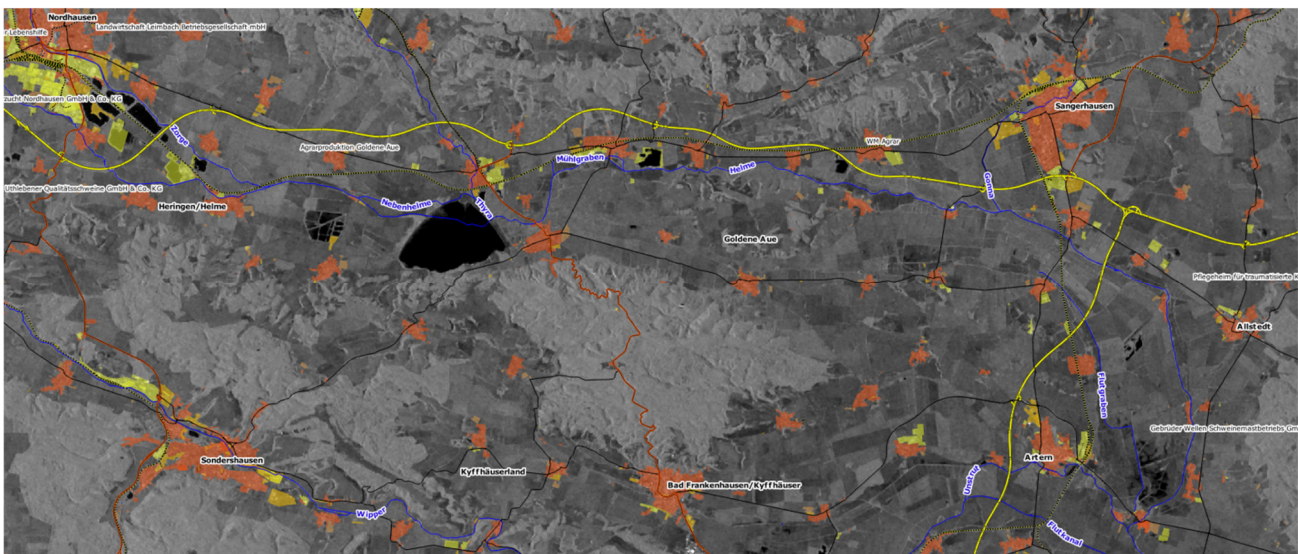 Nordhausen
Landwirtschaft Leimbach Betriebsgesellschaft mbH
r Lebenshilfe
zucht Nordhausen GmbH & Co. KG
Sangerhausen
Zorge
Agrarproduktion Goldene Aue
WM Agrar
Mühlgraben
Helme
Gonna
Uthlebener Qualitätsschweine GmbH & Co. KG
Heringen/Helme
Nebenhelme
Thyra
Goldene Aue
Pflegeheim für traumatisierte K
Allstedt
Flutgraben
Gebrüder Wellen Schweinemastbetriebs Gm
Sondershausen
Kyffhäuserland
Artern
Bad Frankenhausen/Kyffhäuser
Unstrut
Wipper
Flutkanal